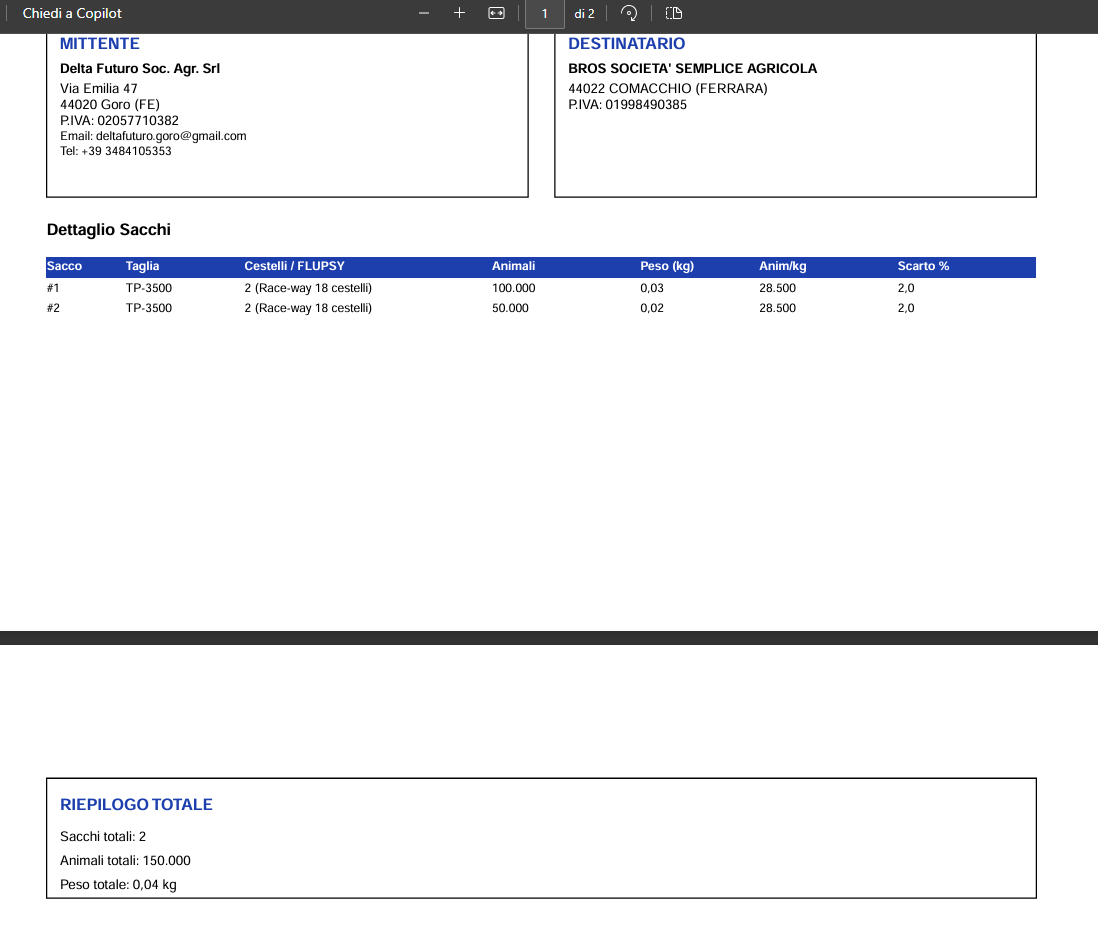 Chiedi a Copilot
1 di 2
MITTENTE
Delta Futuro Soc. Agr. Srl
Via Emilia 47
44020 Goro (FE)
P.IVA: 02057710382
Email: deltafuturo.goro@gmail.com
Tel: +39 3484105353
DESTINATARIO
BROS SOCIETA' SEMPLICE AGRICOLA
44022 COMACCHIO (FERRARA)
P.IVA: 01998490385
Dettaglio Sacchi
Sacco Taglia Cestelli / FLUPSY Animali Peso (kg) Anim/kg Scarto %
#1 TP-3500 2 (Race-way 18 cestelli) 100.000 0,03 28.500 2,0
#2 TP-3500 2 (Race-way 18 cestelli) 50.000 0,02 28.500 2,0
RIEPILOGO TOTALE
Sacchi totali: 2
Animali totali: 150.000
Peso totale: 0,04 kg